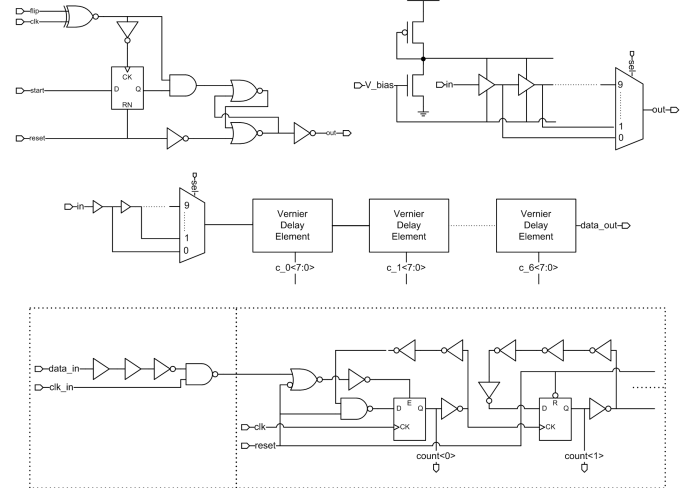 flip
clk
CK
start
D Q
RN
reset
out
V_bias
in
sel
9
1
0
out
in
sel
9
1
0
Vernier
Delay
Element
Vernier
Delay
Element
Vernier
Delay
Element
data_out
c_0<7:0>
c_1<7:0>
c_6<7:0>
data_in
clk_in
E
D Q
CK
R
D Q
CK
clk
reset
count<0>
count<1>